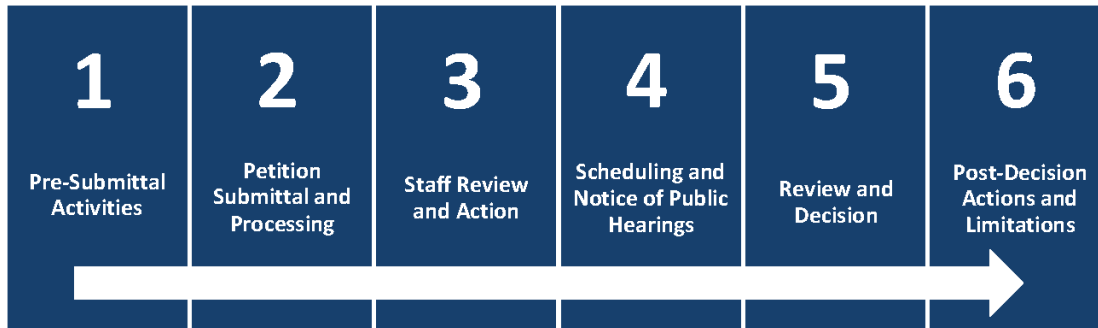 1
Pre-Submittal
Activities
2
Petition
Submittal and
Processing
3
Staff Review
and Action
4
Scheduling and
Notice of Public
Hearings
5
Review and
Decision
6
Post-Decision
Actions and
Limitations